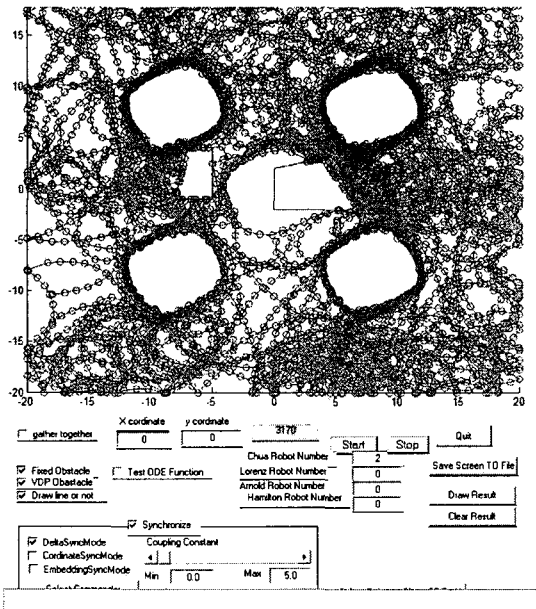 15
10
5
0
-5
-10
-15
-20
-20 -15 -10 -5 0 5 10 15 20
gather together
X cordinate
0
y cordinate
0
3170
Start
Stop
Quit
Chua Robot Number 2
Lorenz Robot Number 0
Arnold Robot Number 0
Hamilton Robot Number 0
Save Screen TO File
Draw Result
Clear Result
Fixed Obstacle
Test ODE Function
VDP Obstacle
Draw line or not
Synchronize
DeltaSyncMode
Coupling Constant
CordinateSyncMode
EmbeddingSyncMode
Min 0.0 Max 5.0